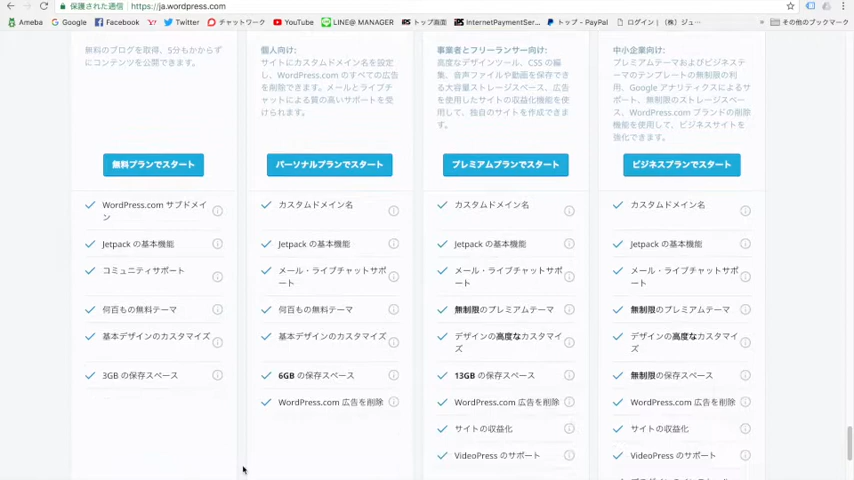 保護された通信
https://ja.wordpress.com
Ameba
Google
Facebook
Twitter
チャットワーク
YouTube
LINE@ MANAGER
トップ画面
InternetPaymentSer...
トップ - PayPal
ログイン | (株) ジュ...
その他のブックマーク
無料のブログを取得、5分もかからず
にコンテンツを公開できます。
無料プランでスタート
WordPress.com サブドメイ
ン
Jetpack の基本機能
コミュニティサポート
何百もの無料テーマ
基本デザインのカスタマイズ
3GB の保存スペース
個人向け:
サイトにカスタムドメイン名を設定
し、WordPress.com のすべての広告
を削除できます。メールとライブチ
ャットによる質の高いサポートを受
けられます。
パーソナルプランでスタート
カスタムドメイン名
Jetpack の基本機能
メール・ライブチャットサポ
ート
何百もの無料テーマ
基本デザインのカスタマイズ
6GB の保存スペース
WordPress.com 広告を削除
事業者とフリーランサー向け:
高度なデザインツール、CSS の編
集、音声ファイルや動画を保存でき
る大容量ストレージスペース、広告
を使用したサイトの収益化機能を使
用して、独自のサイトを作成できま
す。
プレミアムプランでスタート
カスタムドメイン名
Jetpack の基本機能
メール・ライブチャットサポ
ート
無制限のプレミアムテーマ
デザインの高度なカスタマイ
ズ
13GB の保存スペース
WordPress.com 広告を削除
サイトの収益化
VideoPress のサポート
中小企業向け:
プレミアムテーマおよびビジネステ
ーマのテンプレートの無制限の利
用、Google アナリティクスによるサ
ポート、無制限のストレージスペー
ス、WordPress.com ブランドの削除
機能を使用して、ビジネスサイトを
強化できます。
ビジネスプランでスタート
カスタムドメイン名
Jetpack の基本機能
メール・ライブチャットサポ
ート
無制限のプレミアムテーマ
デザインの高度なカスタマイ
ズ
無制限の保存スペース
WordPress.com 広告を削除
サイトの収益化
VideoPress のサポート